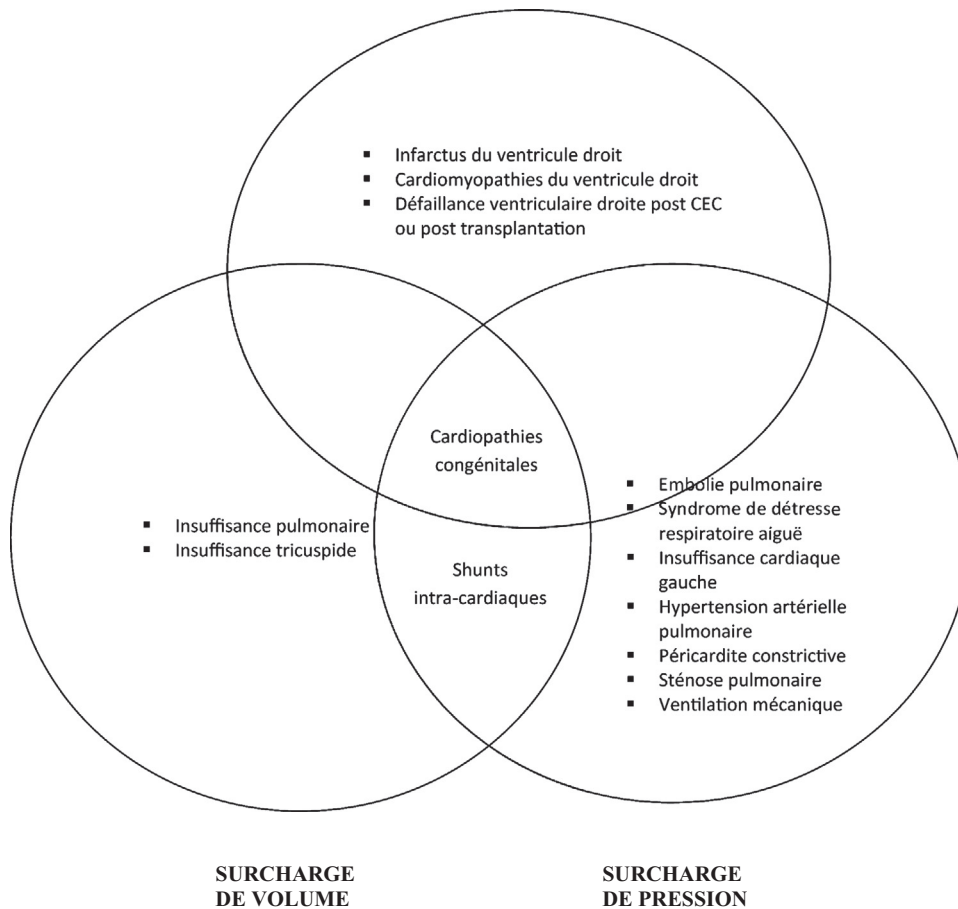 ▪ Infarctus du ventricule droit
▪ Cardiomyopathies du ventricule droit
▪ Défaillance ventriculaire droite post CEC
ou post transplantation
Cardiopathies
congénitales
▪ Insuffisance pulmonaire
▪ Insuffisance tricuspide
Shunts
intra-cardiaques
▪ Embolie pulmonaire
▪ Syndrome de détresse
respiratoire aiguë
▪ Insuffisance cardiaque
gauche
▪ Hypertension artérielle
pulmonaire
▪ Péricardite constrictive
▪ Sténose pulmonaire
▪ Ventilation mécanique
SURCHARGE
DE VOLUME
SURCHARGE
DE PRESSION